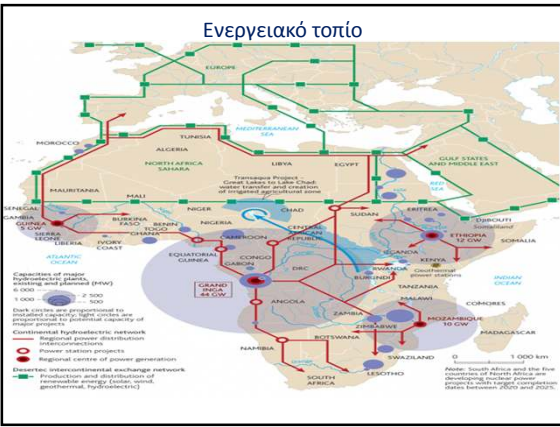 Ενεργειακό τοπίο
EUROPE
MEDITERRANEAN
SEA
MOROCCO
TUNISIA
ALGERIA
LIBYA
EGYPT
NORTH AFRICA
SAHARA
GULF STATES
AND MIDDLE EAST
RED
SEA
Transaqua Project –
Great Lakes to Lake Chad:
water transfer and creation
of irrigated agricultural zone
MAURITANIA
MALI
NIGER
CHAD
SUDAN
ERITREA
DJIBOUTI
Somaliland
SENEGAL
GAMBIA
GUINEA
5 GW
SIERRA
LEONE
LIBERIA
IVORY
COAST
BURKINA
FASO
GHANA
TOGO
BENIN
NIGERIA
CAMEROON
CENTRAL
AFRICAN
REPUBLIC
ETHIOPIA
12 GW
SOMALIA
ATLANTIC
OCEAN
EQUATORIAL
GUINEA
GABON
CONGO
DRC
UGANDA
RWANDA
BURUNDI
KENYA
Geothermal
power stations
INDIAN
OCEAN
GRAND
INGA
44 GW
TANZANIA
MALAWI
COMOROS
ANGOLA
ZAMBIA
ZIMBABWE
MOZAMBIQUE
10 GW
MADAGASCAR
NAMIBIA
BOTSWANA
SWAZILAND
LESOTHO
SOUTH
AFRICA
Capacities of major
hydroelectric plants,
existing and planned (MW)
6 000
2 500
1 000
500
Dark circles are proportional to
installed capacity; light circles are
proportional to potential capacity of
major projects
Continental hydroelectric network
Regional power distribution
interconnections
Power station projects
Regional centre of power generation
Desertec intercontinental exchange network
Production and distribution of
renewable energy (solar, wind,
geothermal, hydroelectric)
0 1 000 km
Note: South Africa and the five
countries of North Africa are
developing nuclear power
projects with target completion
dates between 2020 and 2025.